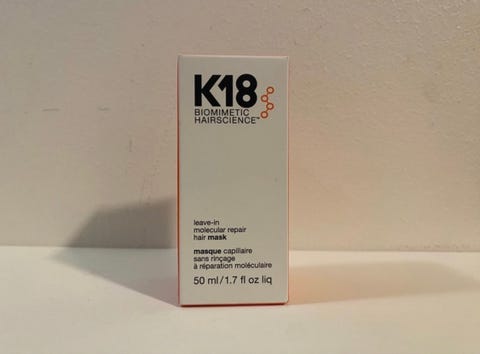 K18
BIOMIMETIC
HAIRSCIENCE™
leave-in
molecular repair
hair mask
masque capillaire
sans rinçage
à réparation moléculaire
50 ml/1.7 fl oz liq